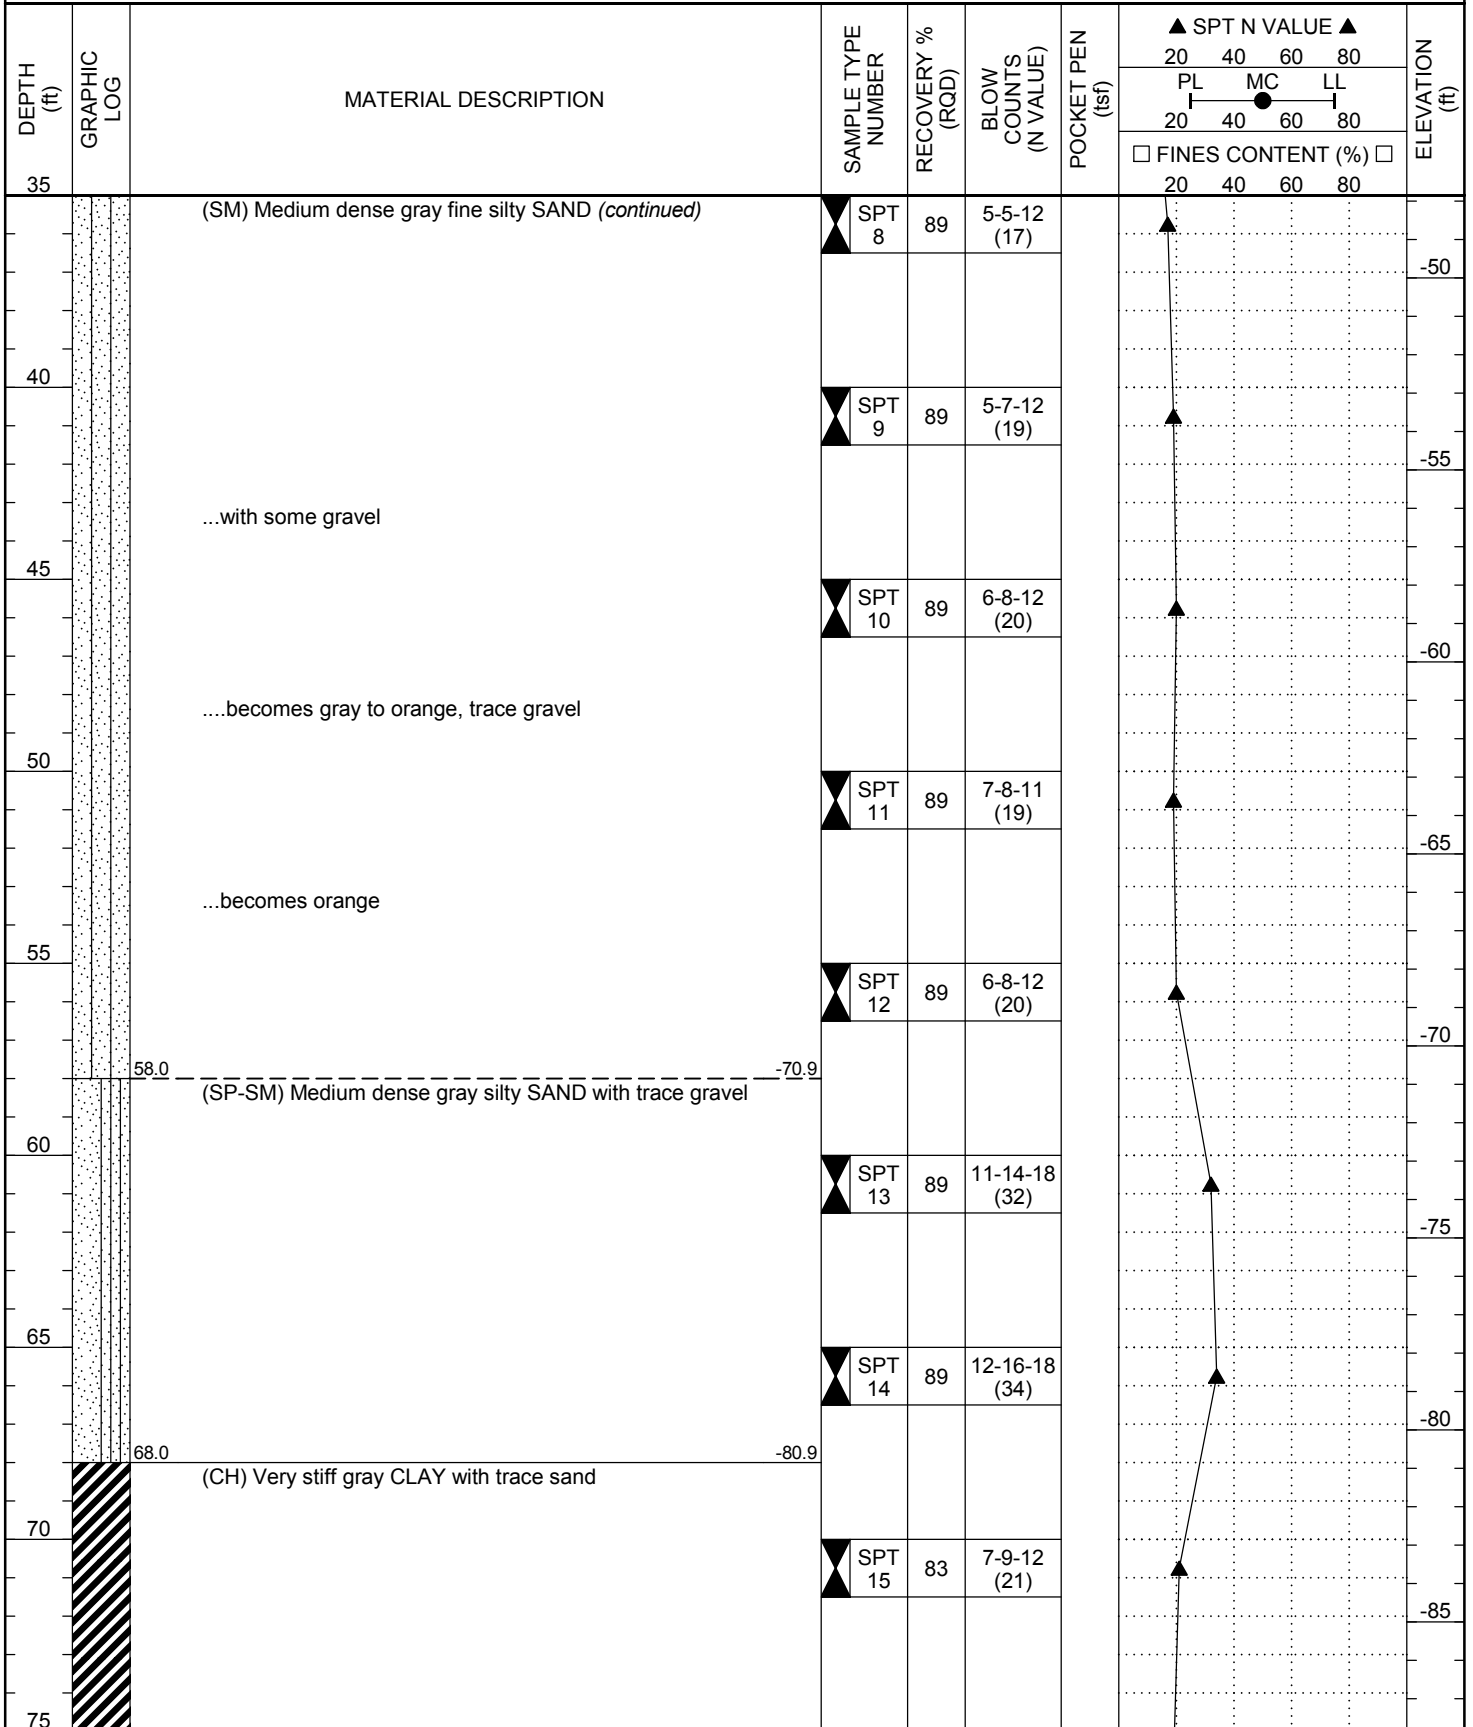 DEPTH
(ft)
GRAPHIC
LOG
MATERIAL DESCRIPTION
SAMPLE TYPE
NUMBER
RECOVERY %
(RQD)
BLOW
COUNTS
(N VALUE)
POCKET PEN
(tsf)
▲ SPT N VALUE ▲
20 40 60 80
PL MC LL
20 40 60 80
□ FINES CONTENT (%) □
20 40 60 80
ELEVATION
(ft)
35
(SM) Medium dense gray fine silty SAND (continued)
SPT
8
89
5-5-12
(17)
-50
40
SPT
9
89
5-7-12
(19)
-55
...with some gravel
45
SPT
10
89
6-8-12
(20)
-60
....becomes gray to orange, trace gravel
50
SPT
11
89
7-8-11
(19)
-65
...becomes orange
55
SPT
12
89
6-8-12
(20)
-70
58.0 -70.9
(SP-SM) Medium dense gray silty SAND with trace gravel
60
SPT
13
89
11-14-18
(32)
-75
65
SPT
14
89
12-16-18
(34)
-80
68.0 -80.9
(CH) Very stiff gray CLAY with trace sand
70
SPT
15
83
7-9-12
(21)
-85
75